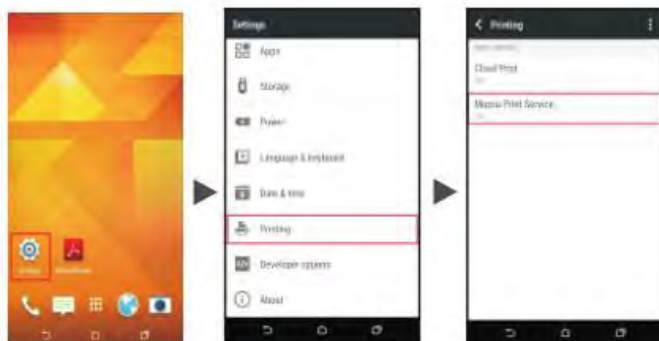 Settings
Apps
Storage
Power
Language & keyboard
Date & time
Printing
Developer options
About
Printing
Cloud Print
Mopria Print Service